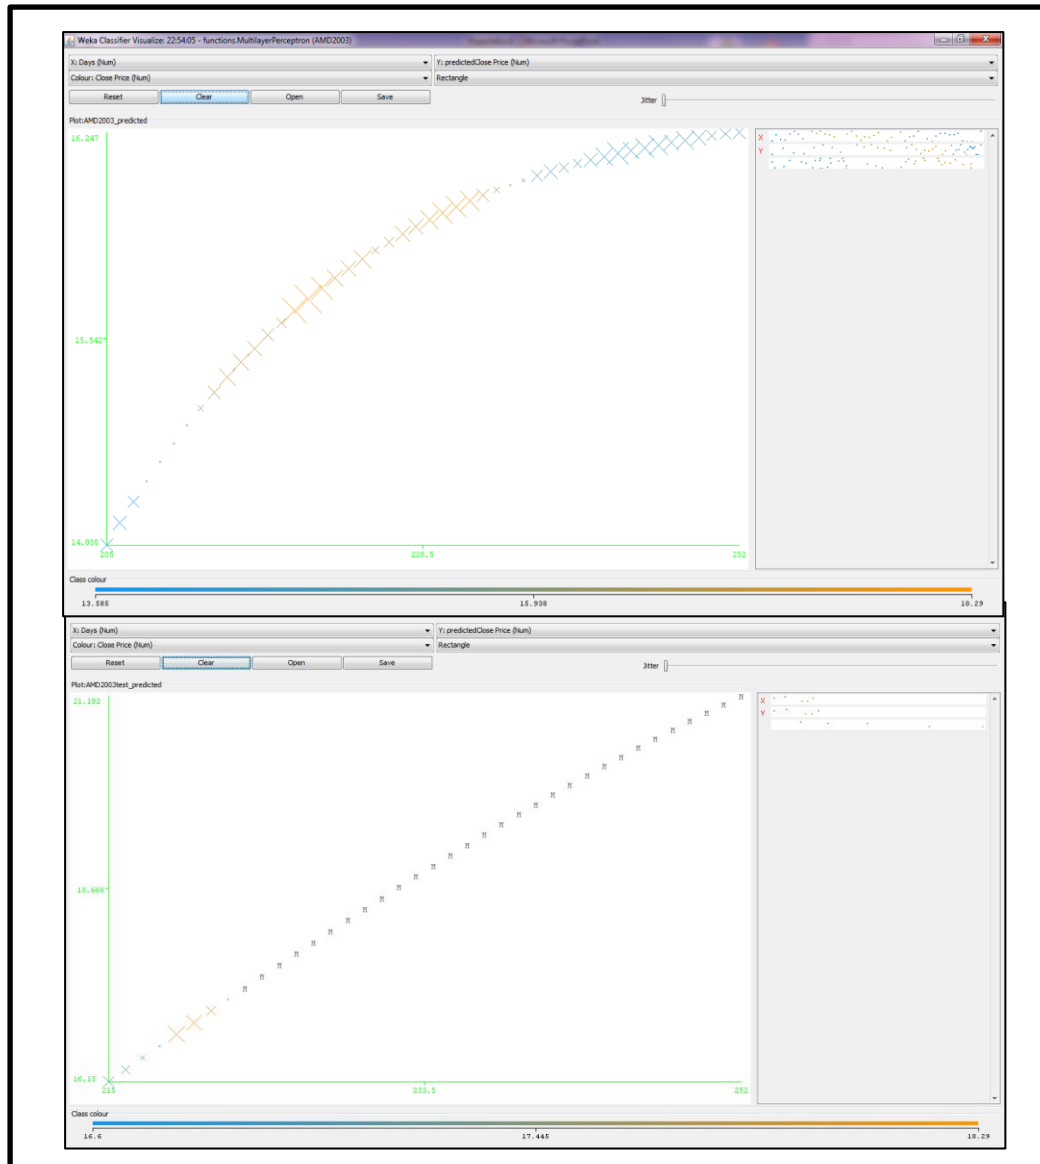 Weka Classifier Visualize: 22:54:05 - functions.MultilayerPerceptron (AMD2003)
X: Days (Num) Y: predictedClose Price (Num)
Colour: Close Price (Num) Rectangle
Reset Clear Open Save Jitter
Plot:AMD2003_predicted
16.247
X
Y
15.542
14.838
205 228.5 252
Class colour
13.585 15.938 18.29
X: Days (Num) Y: predictedClose Price (Num)
Colour: Close Price (Num) Rectangle
Reset Clear Open Save Jitter
Plot:AMD2003test_predicted
21.182
X
Y
M M M M M M M M M M M M M M M M M M M M M M M M M M M M M M
18.666
16.15
215 233.5 252
Class colour
16.6 17.445 18.29